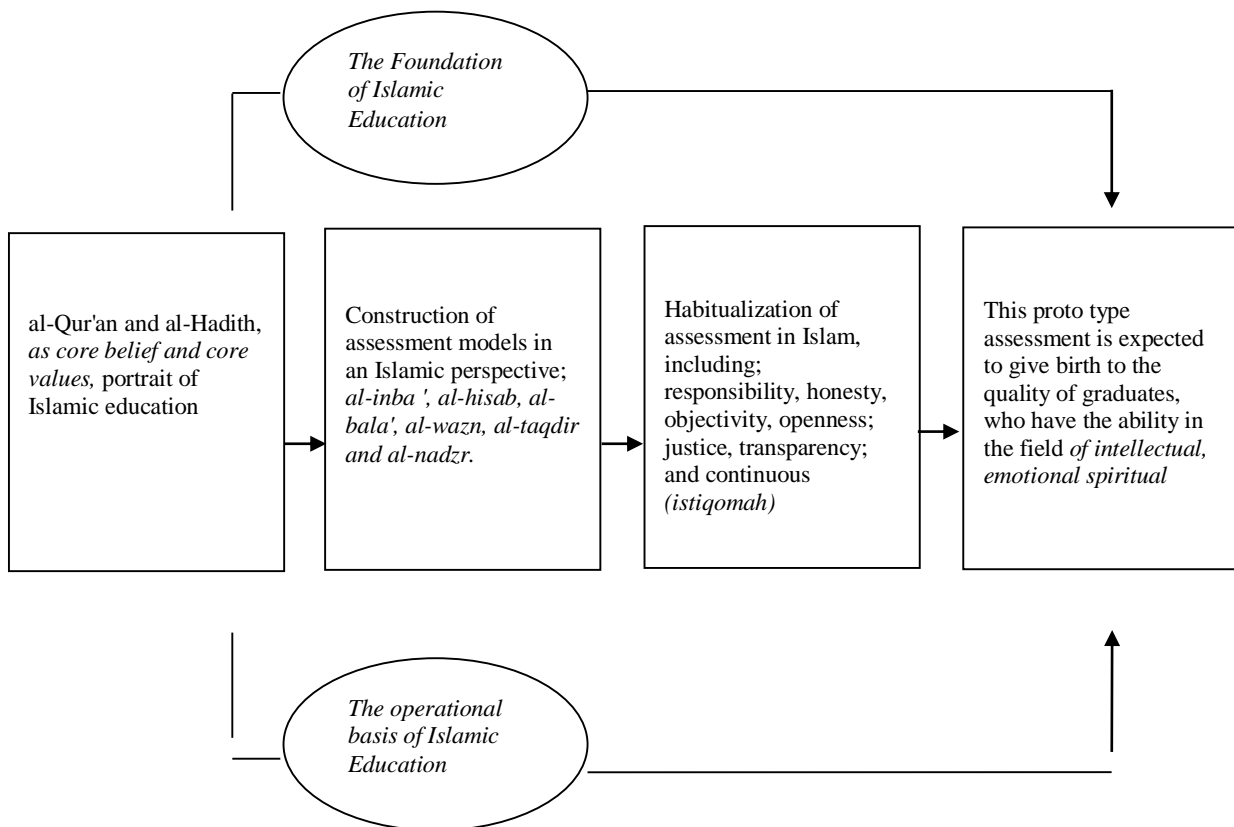 The Foundation
of Islamic
Education
al-Qur'an and al-Hadith,
as core belief and core
values, portrait of
Islamic education
Construction of
assessment models in
an Islamic perspective;
al-inba ', al-hisab, al-
bala', al-wazn, al-taqdir
and al-nadzr.
Habitualization of
assessment in Islam,
including;
responsibility, honesty,
objectivity, openness;
justice, transparency;
and continuous
(istiqomah)
This proto type
assessment is expected
to give birth to the
quality of graduates,
who have the ability in
the field of intellectual,
emotional spiritual
The operational
basis of Islamic
Education